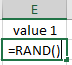 E
value 1
=RAND()